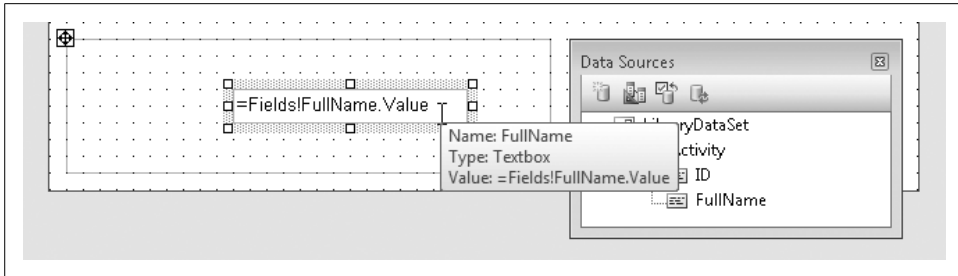 Data Sources
=Fields!FullName.Value
Name: FullName
Type: Textbox
Value: =Fields!FullName.Value
ID
FullName